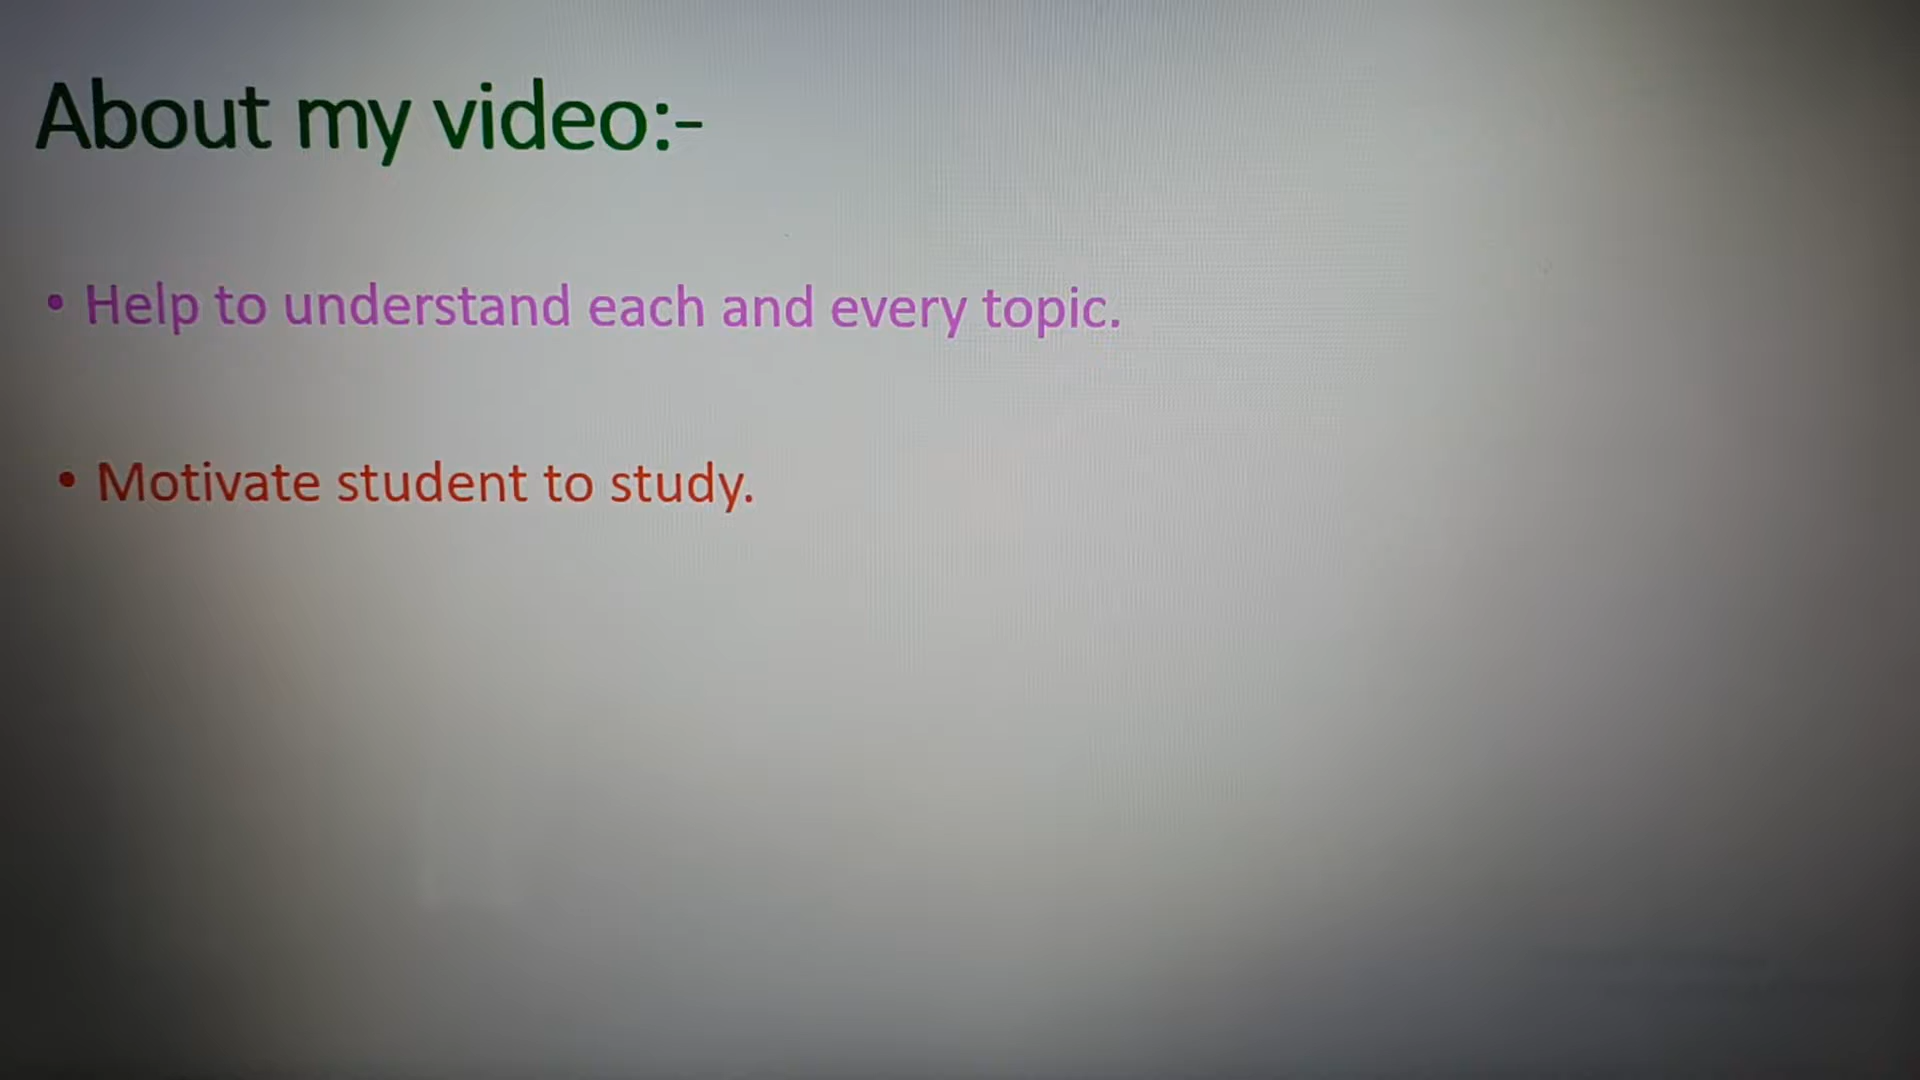 About my video:-
• Help to understand each and every topic.
• Motivate student to study.